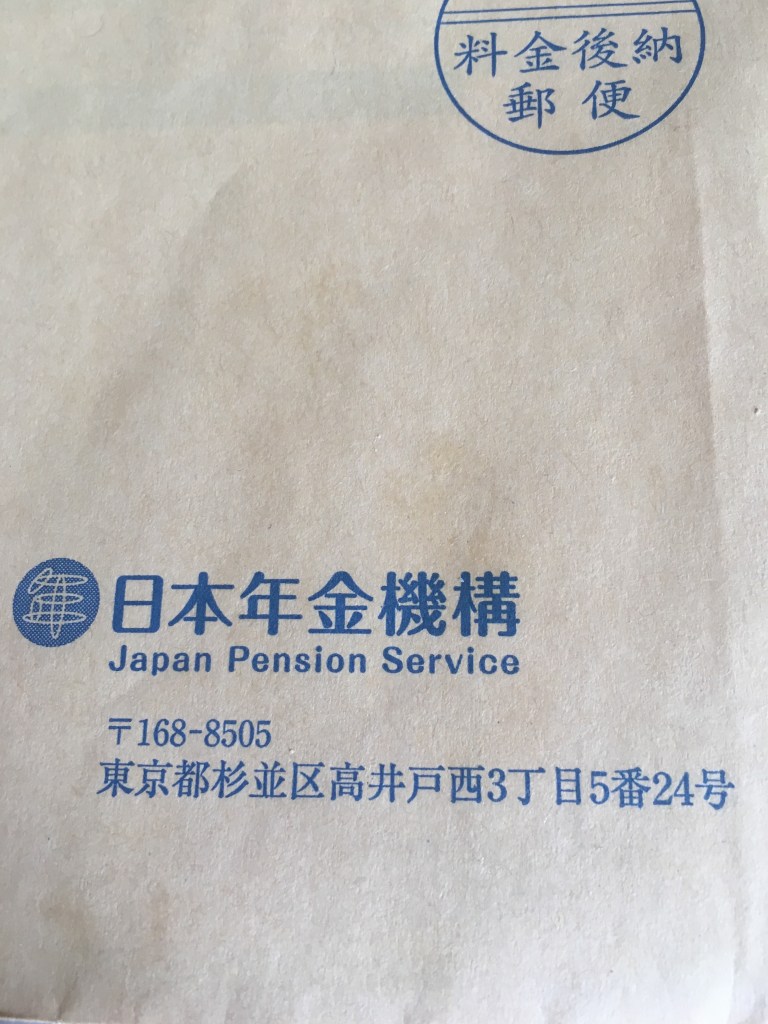 料金後納
郵便
日本年金機構
Japan Pension Service
〒168-8505
東京都杉並区高井戸西3丁目5番24号